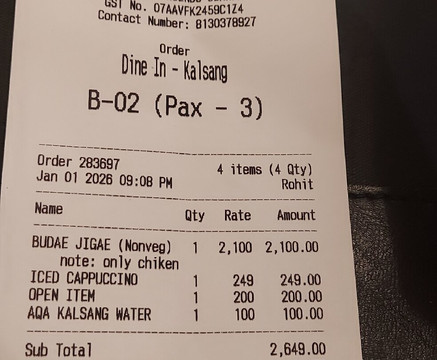 GST No. 07AAVFK2459C1Z4
Contact Number: 8130378927
Order
Dine In - Kalsang
B-02 (Pax - 3)
Order 283697 4 items (4 Qty)
Jan 01 2026 09:08 PM Rohit
Name Qty Rate Amount
BUDAE JIGAE (Nonveg) 1 2,100 2,100.00
note: only chiken
ICED CAPPUCCINO 1 249 249.00
OPEN ITEM 1 200 200.00
AQA KALSANG WATER 1 100 100.00
Sub Total 2,649.00